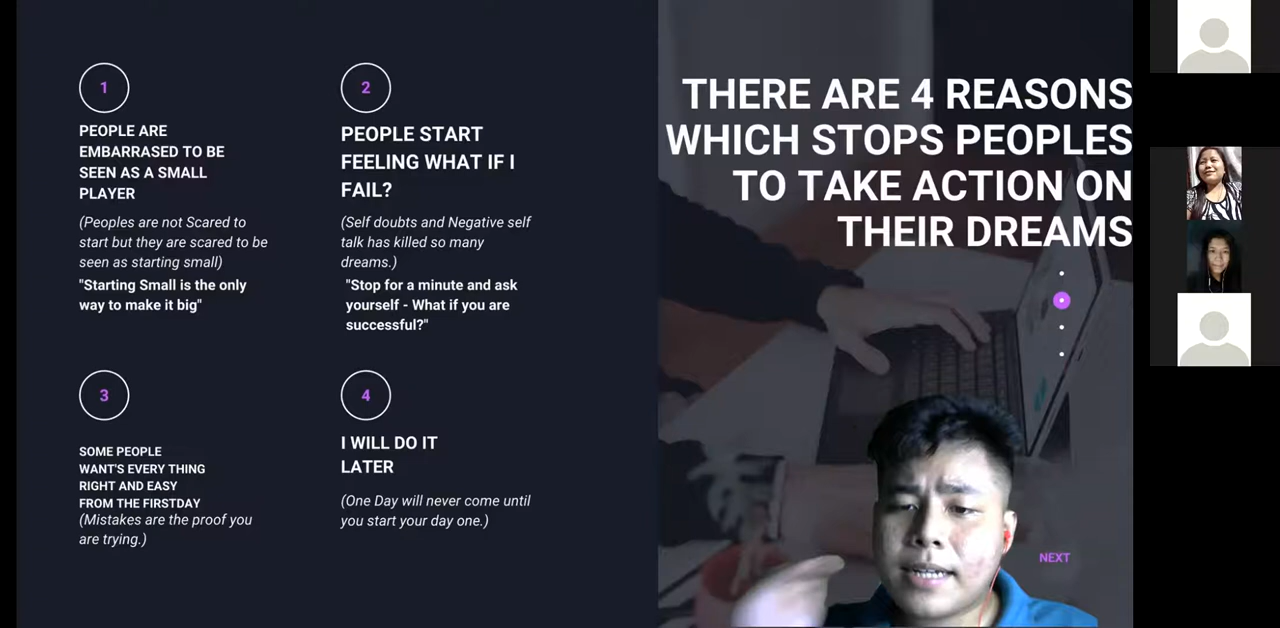 THERE ARE 4 REASONS
WHICH STOPS PEOPLES
TO TAKE ACTION ON
THEIR DREAMS
1
PEOPLE ARE
EMBARRASED TO BE
SEEN AS A SMALL
PLAYER
(Peoples are not Scared to
start but they are scared to be
seen as starting small)
"Starting Small is the only
way to make it big"
2
PEOPLE START
FEELING WHAT IF I
FAIL?
(Self doubts and Negative self
talk has killed so many
dreams.)
"Stop for a minute and ask
yourself - What if you are
successful?"
3
SOME PEOPLE
WANT'S EVERY THING
RIGHT AND EASY
FROM THE FIRSTDAY
(Mistakes are the proof you
are trying.)
4
I WILL DO IT
LATER
(One Day will never come until
you start your day one.)
NEXT